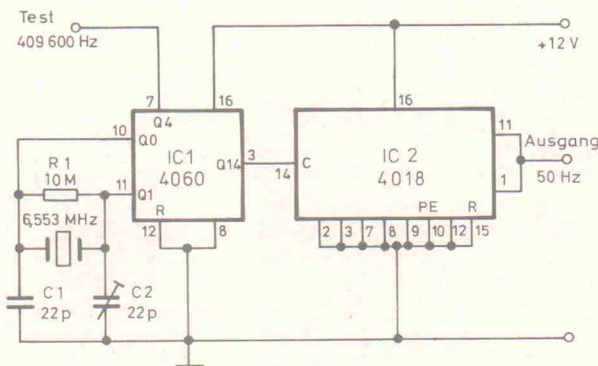 Test
409 600 Hz
+12 V
7
16
16
Q4
10
Q0
11
Ausgang
R 1
10 M
IC1
4060
Q14
3
C
14
IC 2
4018
11
Q1
1
50 Hz
6,553 MHz
R
12
8
PE
R
2
3
7
8
9
10
12
15
C1
22p
C2
22p